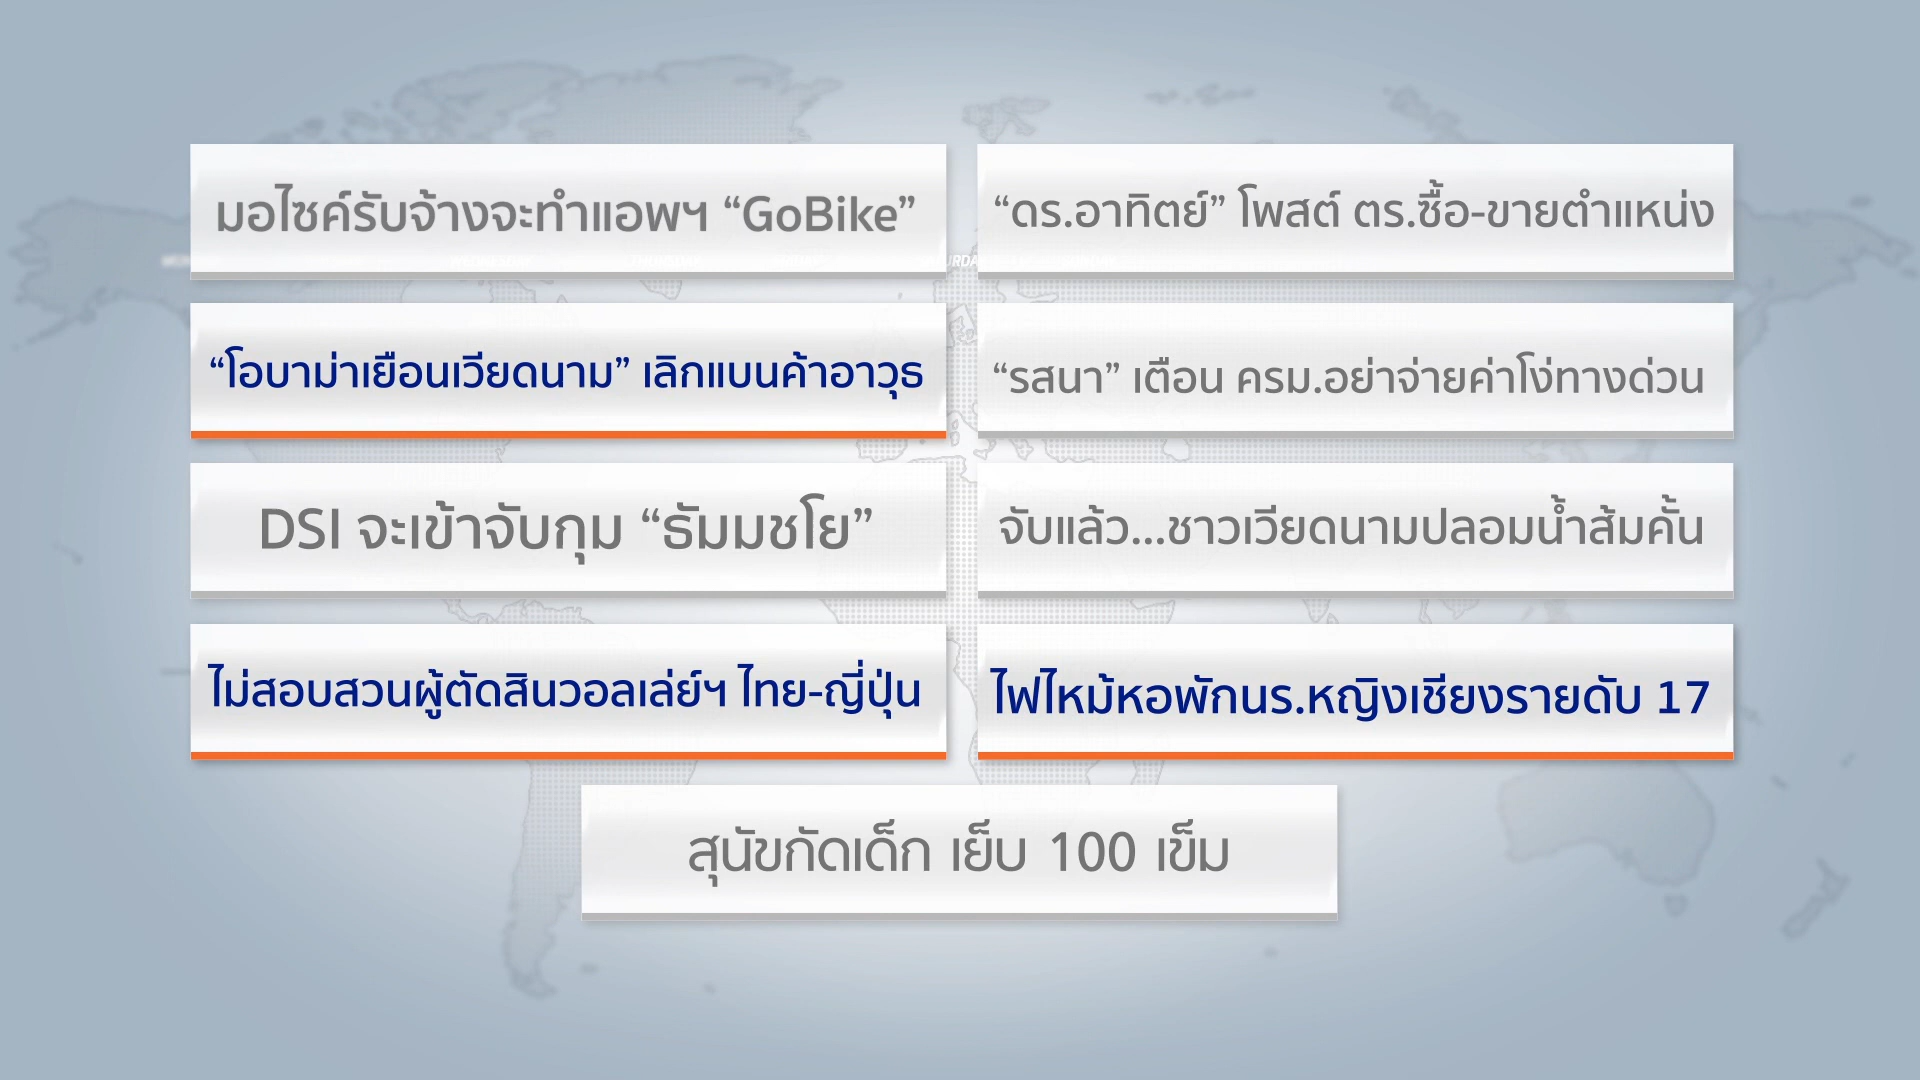 มอไซค์รับจ้างจะทำแอพฯ “GoBike”
“ดร.อาทิตย์” โพสต์ ตร.ซื้อ-ขายตำแหน่ง
“โอบาม่าเยือนเวียดนาม” เลิกแบนค้าอาวุธ
“รสนา” เตือน ครม.อย่าจ่ายค่าโง่ทางด่วน
DSI จะเข้าจับกุม “ธัมมชโย”
จับแล้ว...ชาวเวียดนามปลอมน้ำส้มคั้น
ไม่สอบสวนผู้ตัดสินวอลเล่ย์ฯ ไทย-ญี่ปุ่น
ไฟไหม้หอพักนร.หญิงเชียงรายดับ 17
สุนัขกัดเด็ก เย็บ 100 เข็ม